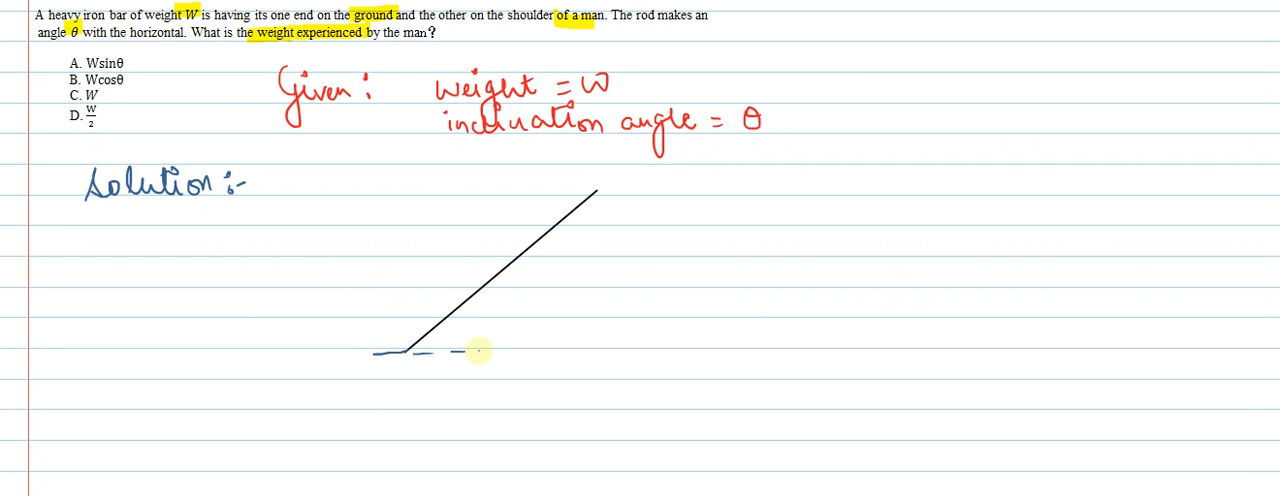 A heavy iron bar of weight W is having its one end on the ground and the other on the shoulder of a man. The rod makes an
angle θ with the horizontal. What is the weight experienced by the man?
A. Wsinθ
B. Wcosθ
C. W
D. W/2
Given: weight = W
inclination angle = θ
Solution:-